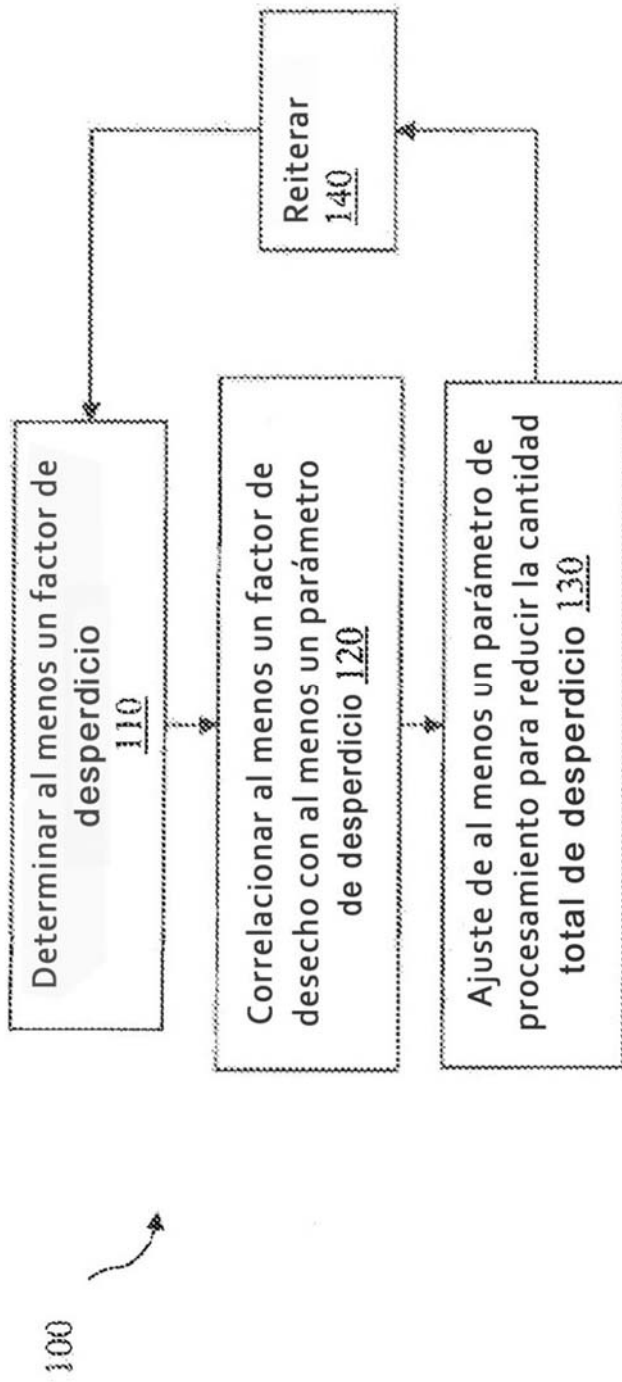 100
Determinar al menos un factor de
desperdicio
110
Correlacionar al menos un factor de
desecho con al menos un parámetro
de desperdicio 120
Ajuste de al menos un parámetro de
procesamiento para reducir la cantidad
total de desperdicio 130
Reiterar
140